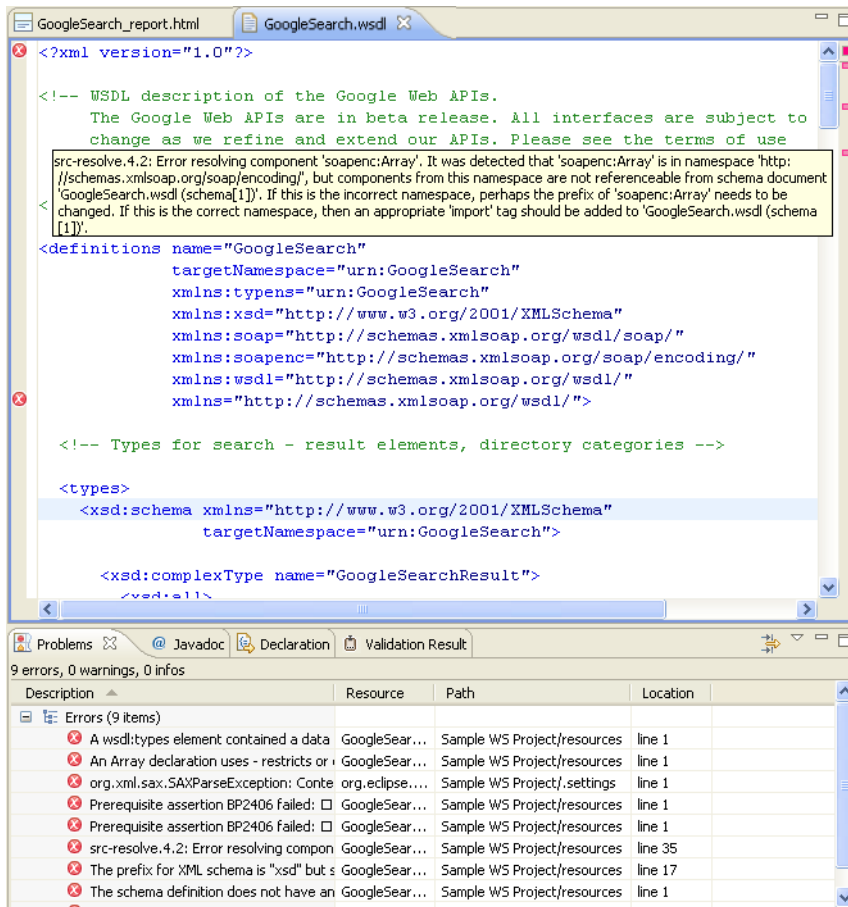 GoogleSearch_report.html
GoogleSearch.wsdl
<?xml version="1.0"?>
<!-- WSDL description of the Google Web APIs.
The Google Web APIs are in beta release. All interfaces are subject to
change as we refine and extend our APIs. Please see the terms of use
src-resolve.4.2: Error resolving component 'soapenc:Array'. It was detected that 'soapenc:Array' is in namespace 'http:
//schemas.xmlsoap.org/soap/encoding/', but components from this namespace are not referenceable from schema document
'GoogleSearch.wsdl (schema[1])'. If this is the incorrect namespace, perhaps the prefix of 'soapenc:Array' needs to be
changed. If this is the correct namespace, then an appropriate 'import' tag should be added to 'GoogleSearch.wsdl (schema
[1])'.
<
<definitions name="GoogleSearch"
targetNamespace="urn:GoogleSearch"
xmlns:typens="urn:GoogleSearch"
xmlns:xsd="http://www.w3.org/2001/XMLSchema"
xmlns:soap="http://schemas.xmlsoap.org/wsdl/soap/"
xmlns:soapenc="http://schemas.xmlsoap.org/soap/encoding/"
xmlns:wsdl="http://schemas.xmlsoap.org/wsdl/"
xmlns="http://schemas.xmlsoap.org/wsdl/">
<!-- Types for search - result elements, directory categories -->
<types>
<xsd:schema xmlns="http://www.w3.org/2001/XMLSchema"
targetNamespace="urn:GoogleSearch">
<xsd:complexType name="GoogleSearchResult">
<xsd:all>
Problems @ Javadoc Declaration Validation Result
9 errors, 0 warnings, 0 infos
Description Resource Path Location
Errors (9 items)
A wsdl:types element contained a data GoogleSear... Sample WS Project/resources line 1
An Array declaration uses - restricts or GoogleSear... Sample WS Project/resources line 1
org.xml.sax.SAXParseException: Conte org.eclipse.... Sample WS Project/.settings line 1
Prerequisite assertion BP2406 failed: □ GoogleSear... Sample WS Project/resources line 1
Prerequisite assertion BP2406 failed: □ GoogleSear... Sample WS Project/resources line 1
src-resolve.4.2: Error resolving compon GoogleSear... Sample WS Project/resources line 35
The prefix for XML schema is "xsd" but s GoogleSear... Sample WS Project/resources line 17
The schema definition does not have an GoogleSear... Sample WS Project/resources line 1